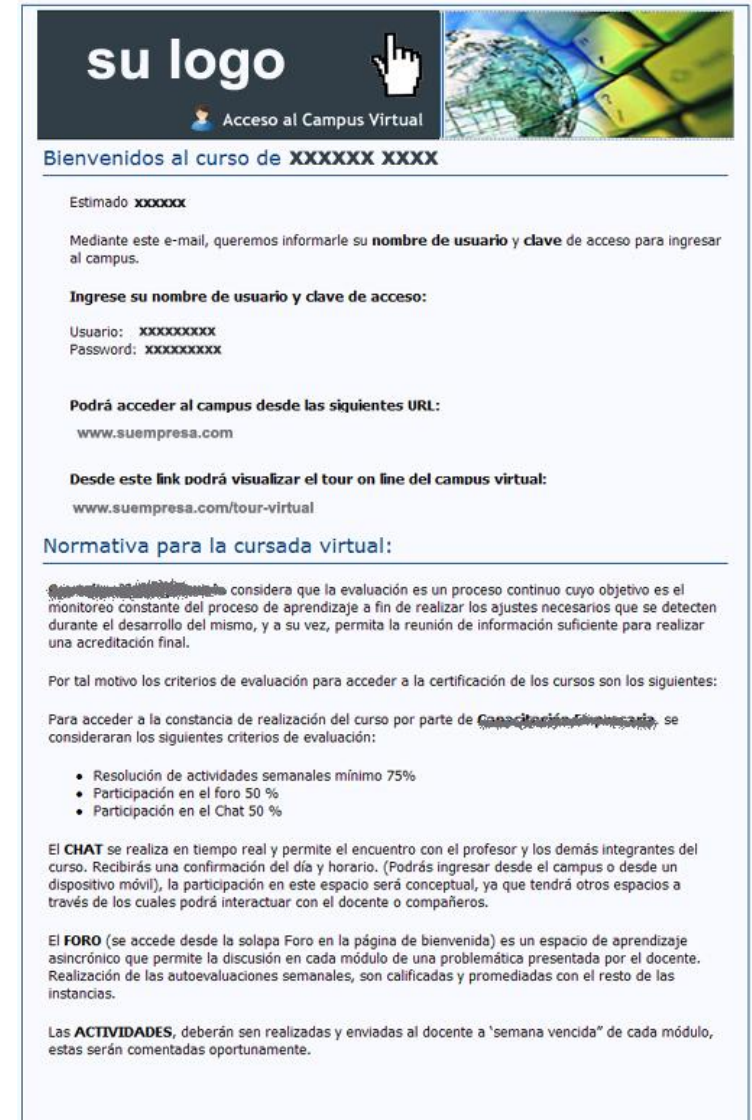 su logo
Acceso al Campus Virtual
Bienvenidos al curso de XXXXXX XXXX
Estimado xxxxxx
Mediante este e-mail, queremos informarle su nombre de usuario y clave de acceso para ingresar
al campus.
Ingrese su nombre de usuario y clave de acceso:
Usuario: xxxxxxxxx
Password: xxxxxxxxx
Podrá acceder al campus desde las siguientes URL:
www.suempresa.com
Desde este link podrá visualizar el tour on line del campus virtual:
www.suempresa.com/tour-virtual
Normativa para la cursada virtual:
considera que la evaluación es un proceso continuo cuyo objetivo es el
monitoreo constante del proceso de aprendizaje a fin de realizar los ajustes necesarios que se detecten
durante el desarrollo del mismo, y a su vez, permita la reunión de información suficiente para realizar
una acreditación final.
Por tal motivo los criterios de evaluación para acceder a la certificación de los cursos son los siguientes:
Para acceder a la constancia de realización del curso por parte de se
consideraran los siguientes criterios de evaluación:
• Resolución de actividades semanales mínimo 75%
• Participación en el foro 50 %
• Participación en el Chat 50 %
El CHAT se realiza en tiempo real y permite el encuentro con el profesor y los demás integrantes del
curso. Recibirás una confirmación del día y horario. (Podrás ingresar desde el campus o desde un
dispositivo móvil), la participación en este espacio será conceptual, ya que tendrá otros espacios a
través de los cuales podrá interactuar con el docente o compañeros.
El FORO (se accede desde la solapa Foro en la página de bienvenida) es un espacio de aprendizaje
asincrónico que permite la discusión en cada módulo de una problemática presentada por el docente.
Realización de las autoevaluaciones semanales, son calificadas y promediadas con el resto de las
instancias.
Las ACTIVIDADES, deberán sen realizadas y enviadas al docente a ‘semana vencida” de cada módulo,
estas serán comentadas oportunamente.